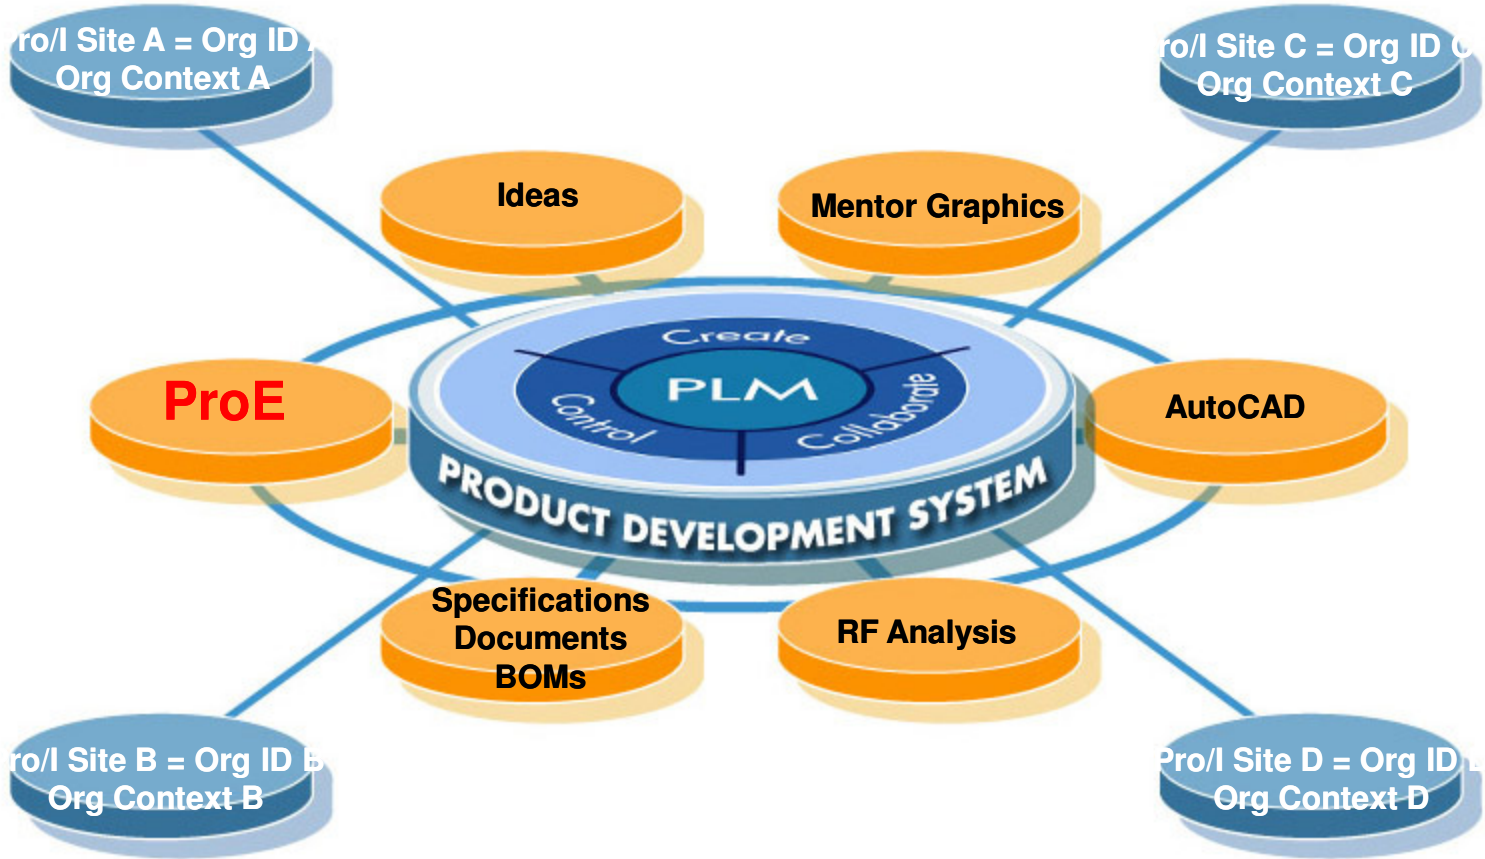 ro/I Site A = Org ID
Org Context A
ro/I Site C = Org ID C
Org Context C
Ideas
Mentor Graphics
Create
PLM
Control
Collaborate
ProE
AutoCAD
PRODUCT DEVELOPMENT SYSTEM
Specifications
Documents
BOMs
RF Analysis
ro/I Site B = Org ID B
Org Context B
Pro/I Site D = Org ID
Org Context D